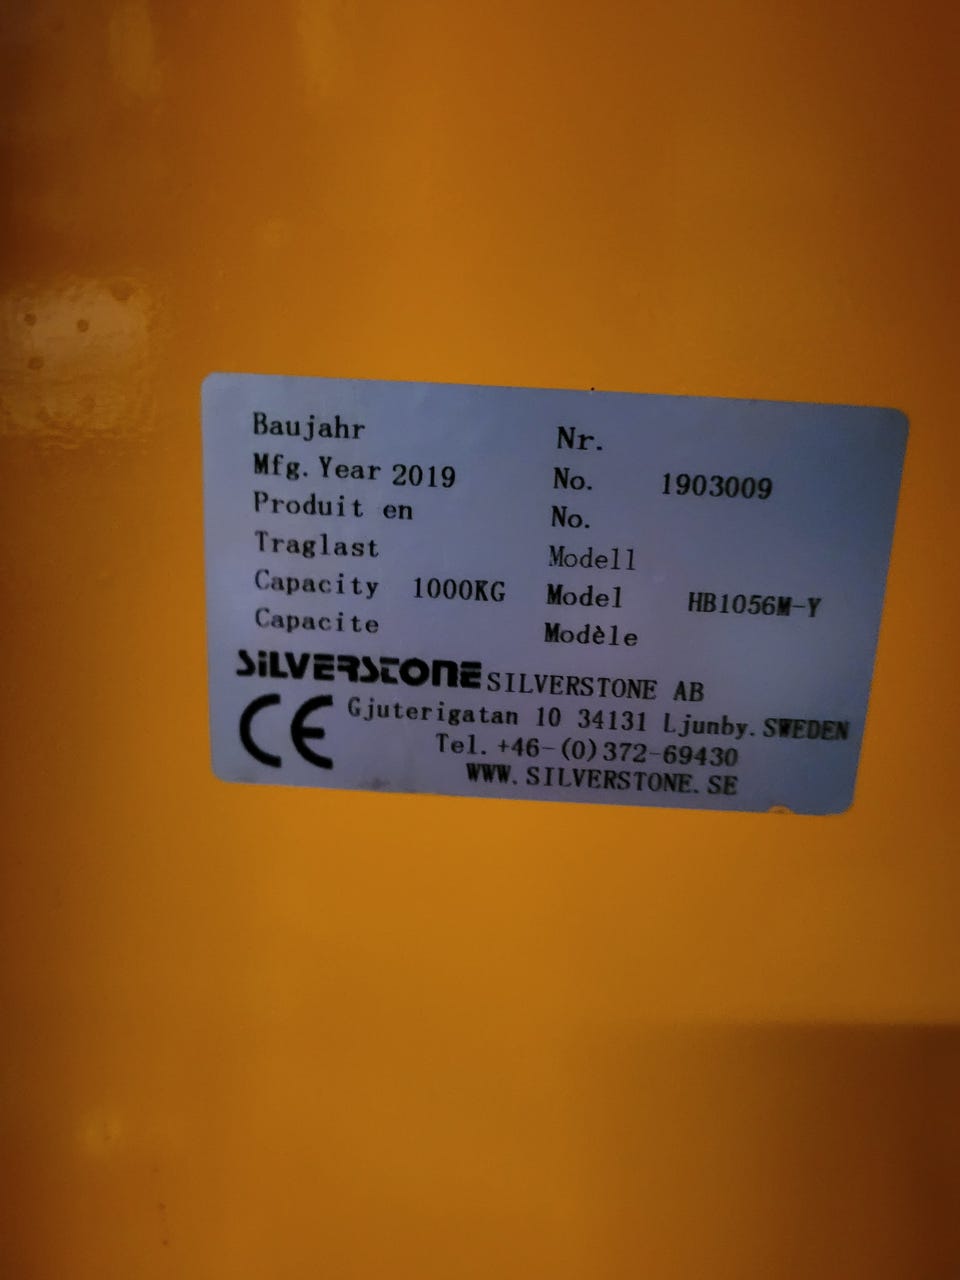 Baujahr Nr.
Mfg. Year 2019 No. 1903009
Produit en No.
Traglast Modell
Capacity 1000KG Model HB1056M-Y
Capacite Modèle
SILVERSTONE SILVERSTONE AB
CE Gjuterigatan 10 34131 Ljunby. SWEDEN
Tel. +46-(0)372-69430
WWW. SILVERSTONE. SE